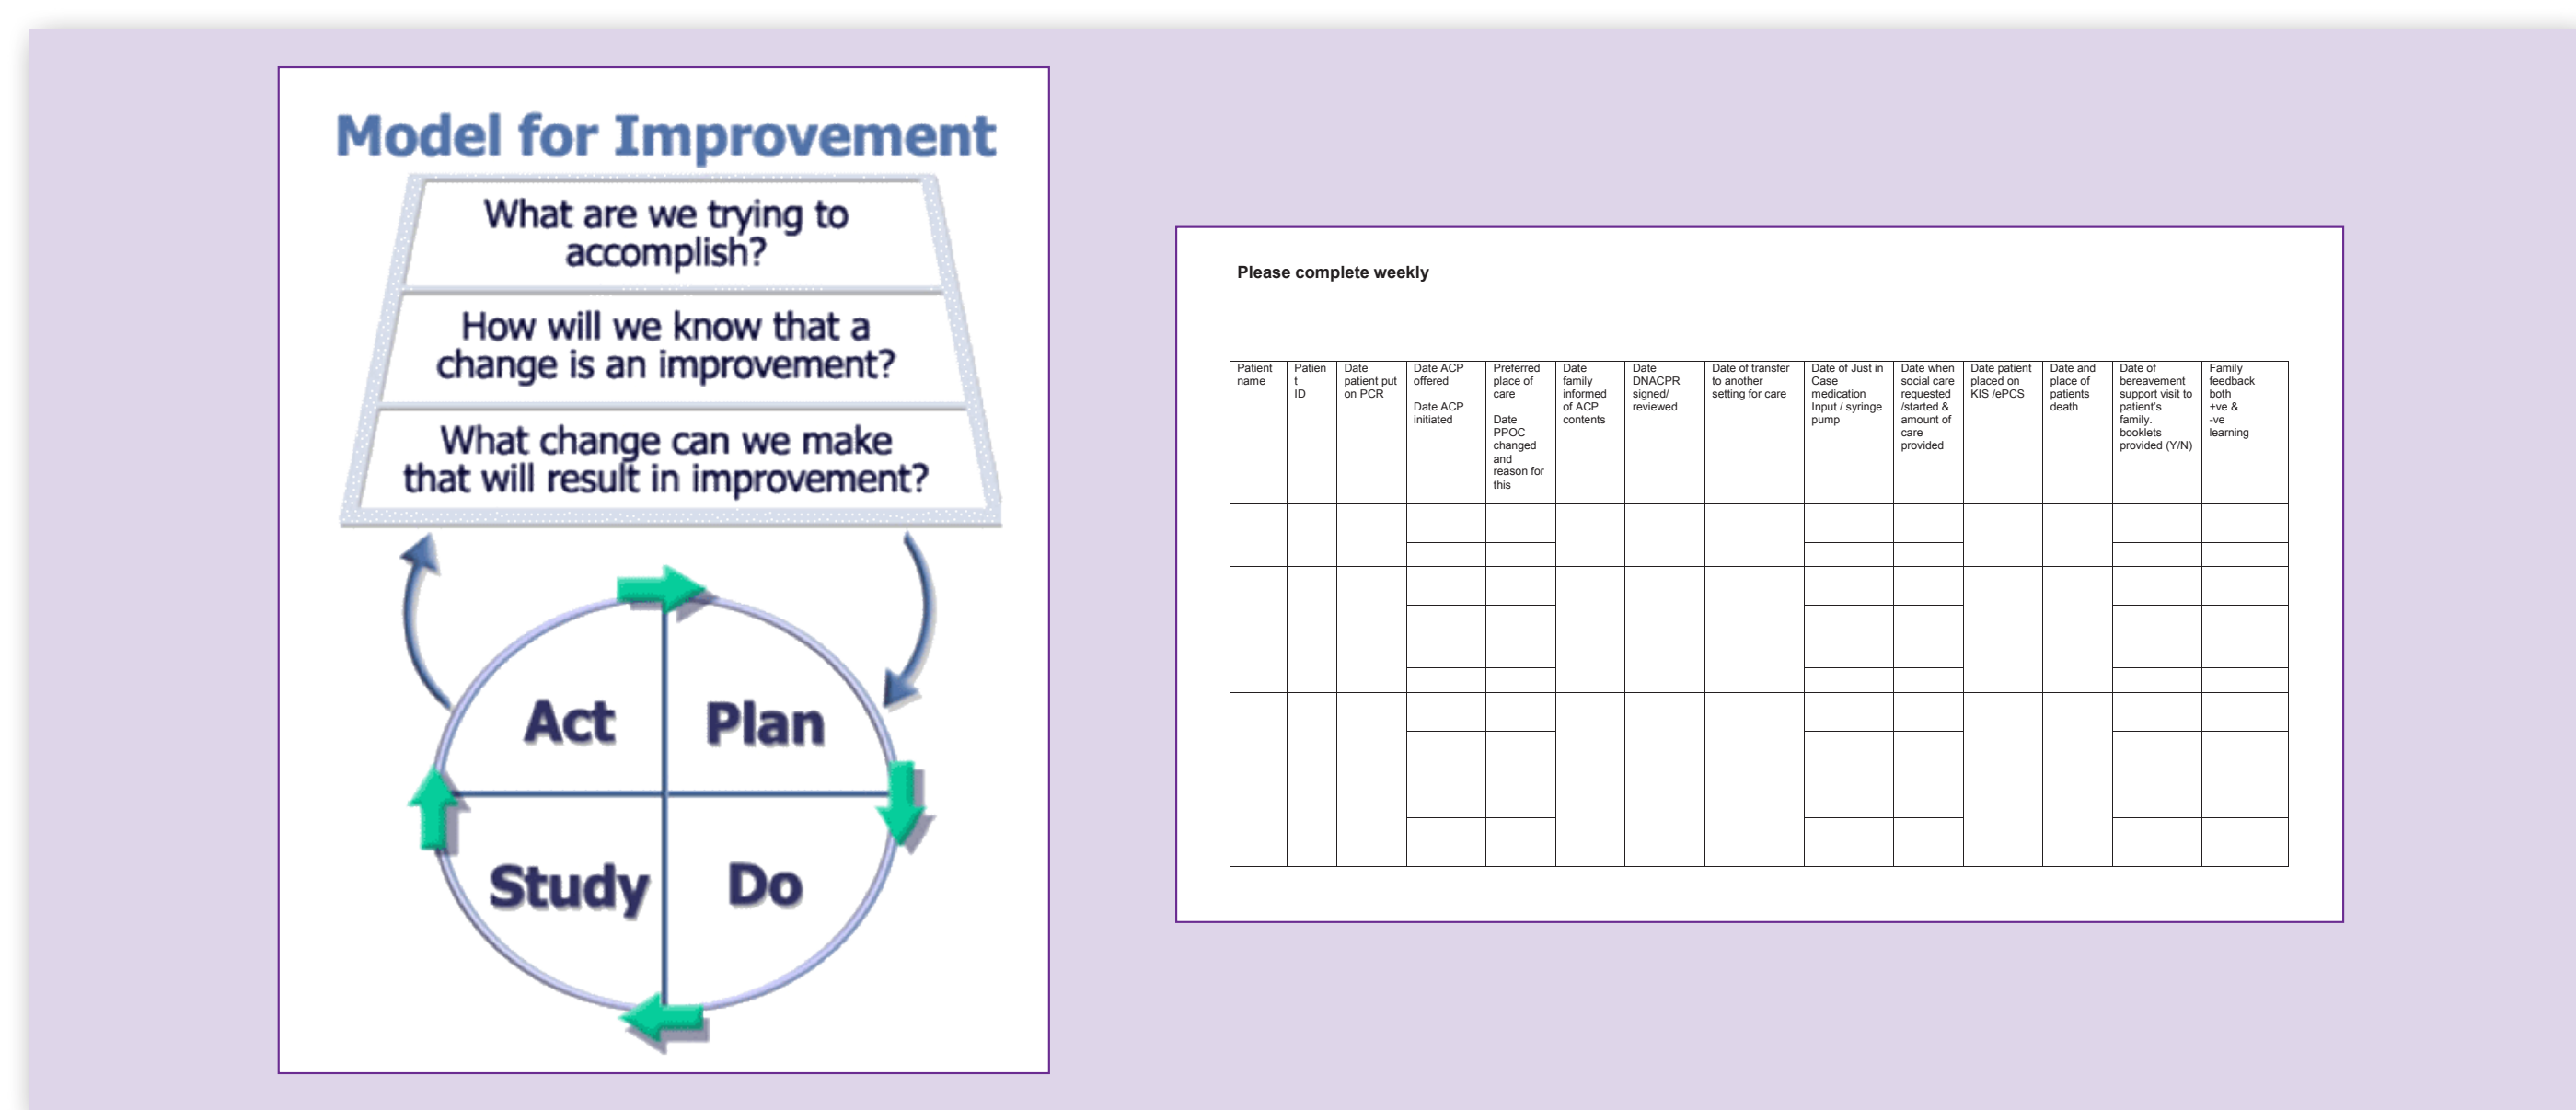 Model for Improvement
What are we trying to
accomplish?
How will we know that a
change is an improvement?
What change can we make
that will result in improvement?
Act
Plan
Study
Do
Please complete weekly
Patient
name
Patien
t
ID
Date
patient put
on PCR
Date ACP
offered
Date ACP
initiated
Preferred
place of
care
Date
PPOC
changed
and
reason for
this
Date
family
informed
of ACP
contents
Date
DNACPR
signed/
reviewed
Date of transfer
to another
setting for care
Date of Just in
Case
medication
Input / syringe
pump
Date when
social care
requested
/started &
amount of
care
provided
Date patient
placed on
KIS /ePCS
Date and
place of
patients
death
Date of
bereavement
support visit to
patient's
family.
booklets
provided (Y/N)
Family
feedback
both
+ve &
-ve
learning